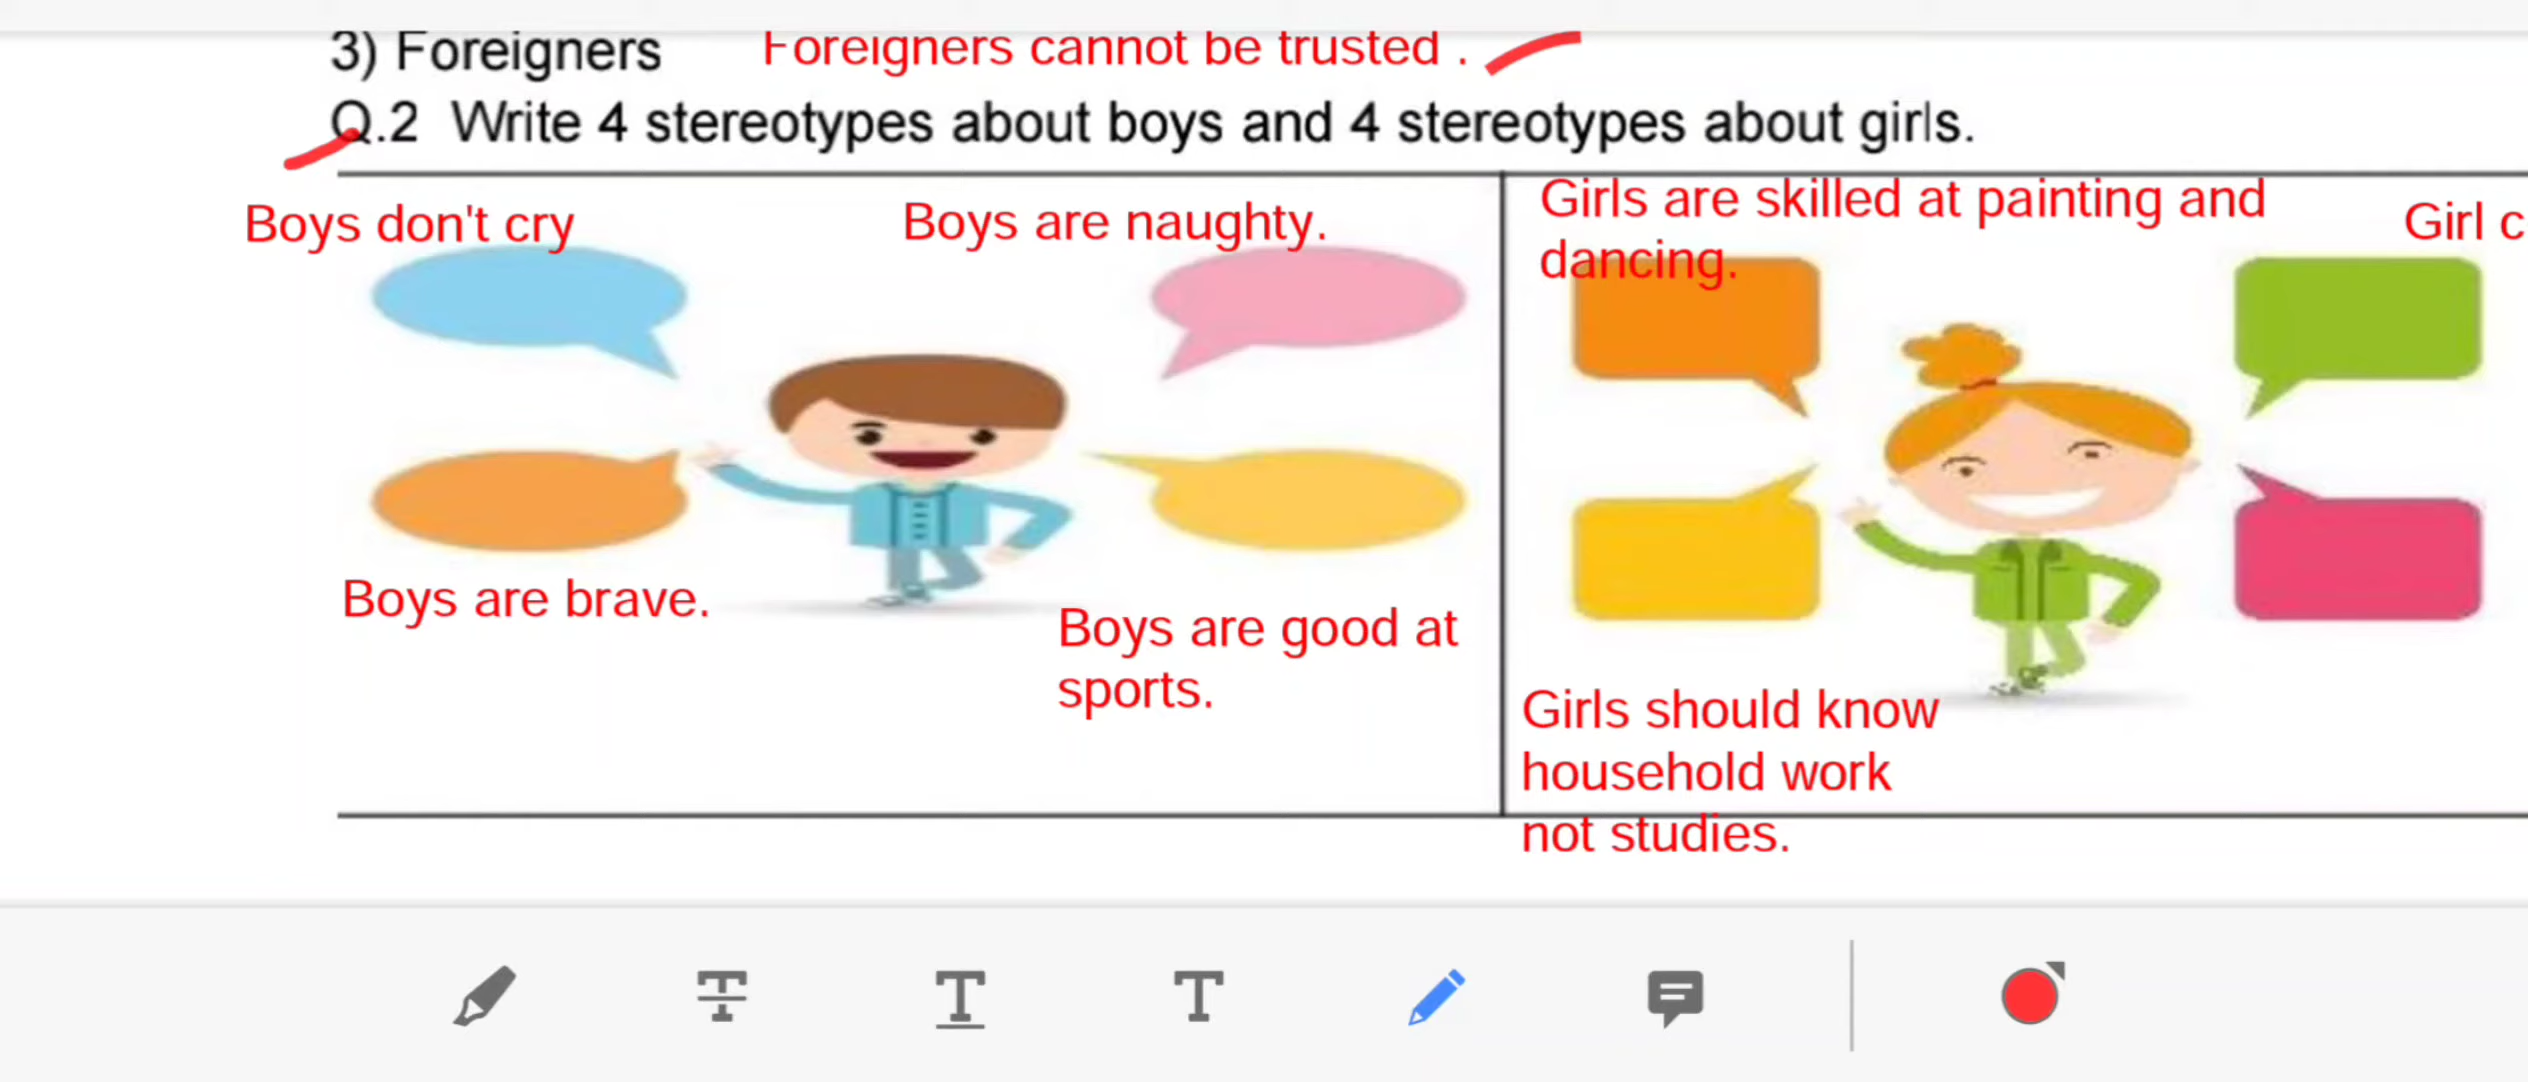 3) Foreigners Foreigners cannot be trusted .
Q.2 Write 4 stereotypes about boys and 4 stereotypes about girls.
Boys don't cry
Boys are naughty.
Girls are skilled at painting and
dancing.
Girl c
Boys are brave.
Boys are good at
sports.
Girls should know
household work
not studies.